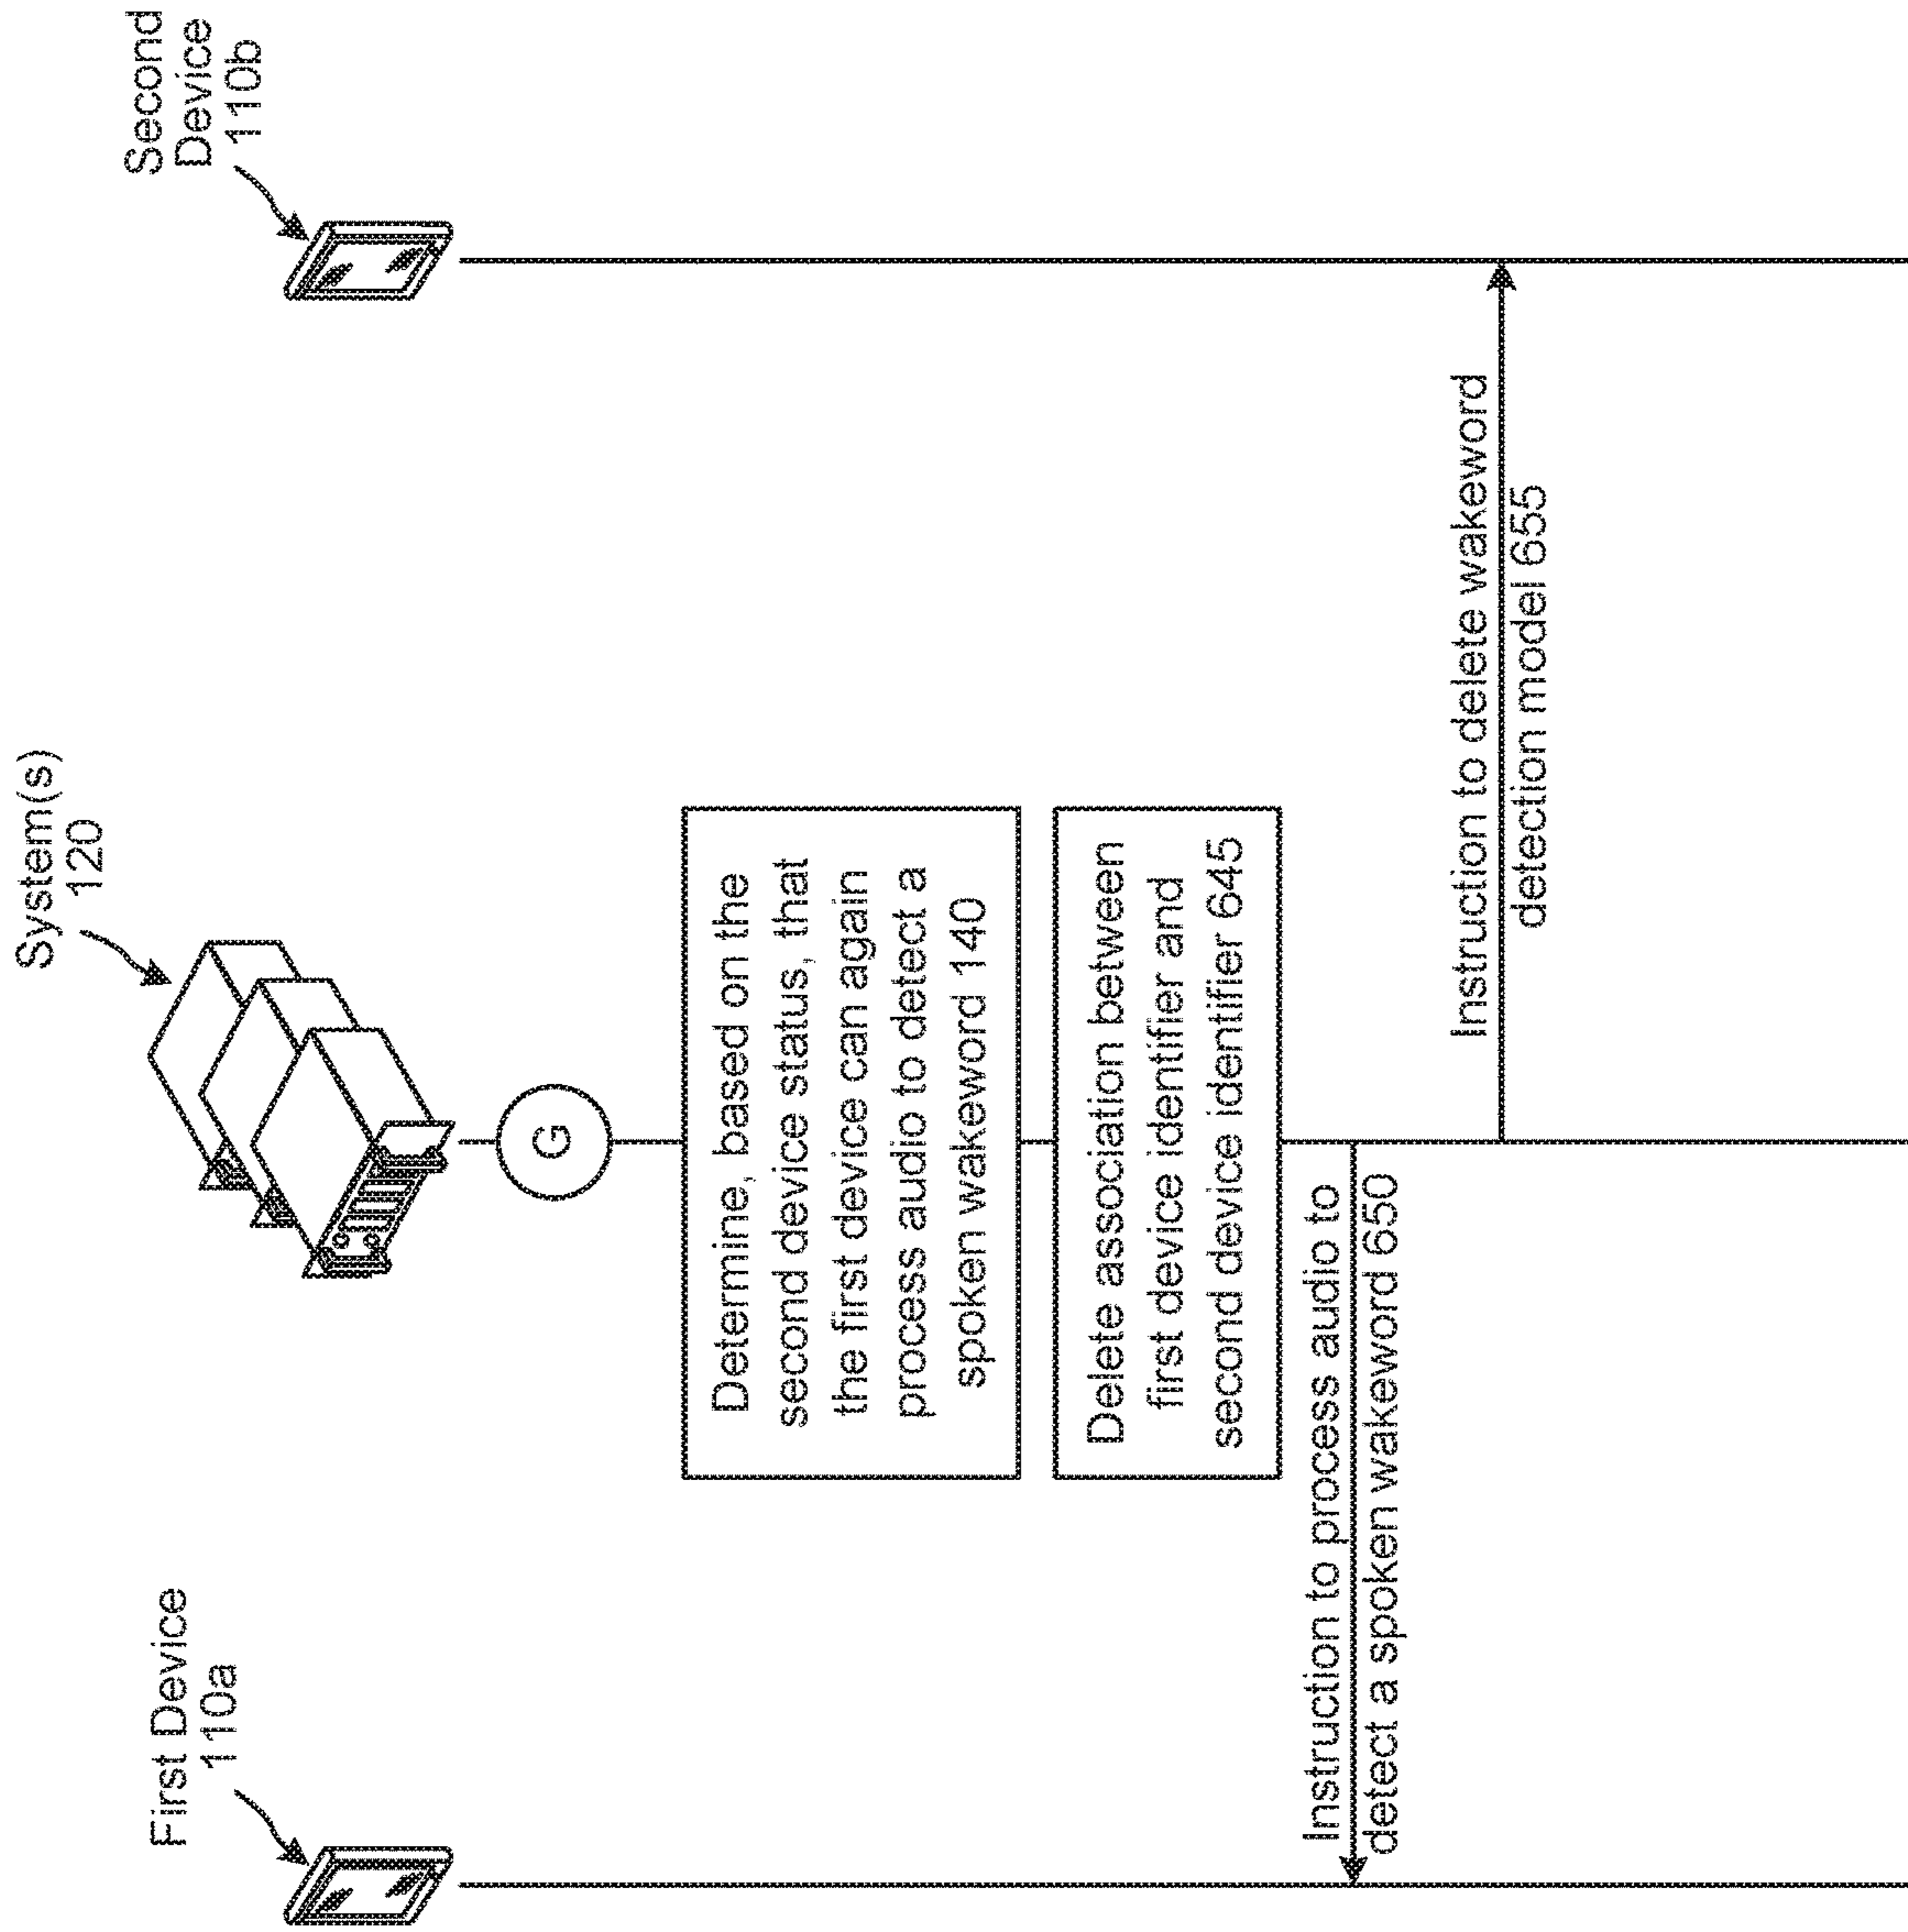 System(s)
120
First Device
110a
Second
Device
110b
G
Determine, based on the
second device status, that
the first device can again
process audio to detect a
spoken wakeword 140
Delete association between
first device identifier and
second device identifier 645
Instruction to process audio to
detect a spoken wakeword 650
Instruction to delete wakeword
detection model 655